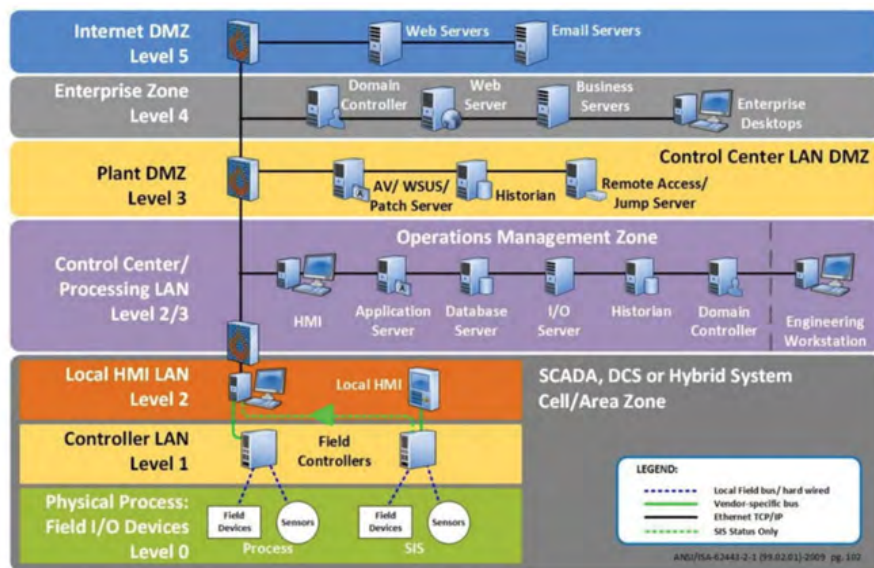 Internet DMZ
Level 5
Web Servers
Email Servers
Enterprise Zone
Level 4
Domain
Controller
Web
Server
Business
Servers
Enterprise
Desktops
Control Center LAN DMZ
Plant DMZ
Level 3
AV/ WSUS/
Patch Server
Historian
Remote Access/
Jump Server
Operations Management Zone
Control Center/
Processing LAN
Level 2/3
HMI
Application
Server
Database
Server
I/O
Server
Historian
Domain
Controller
Engineering
Workstation
Local HMI LAN
Level 2
Local HMI
SCADA, DCS or Hybrid System
Cell/Area Zone
Controller LAN
Level 1
Field
Controllers
Physical Process:
Field I/O Devices
Level 0
Field
Devices
Sensors
Process
Field
Devices
Sensors
SIS
LEGEND:
Local Field bus/ hard wired
Vendor-specific bus
Ethernet TCP/IP
SIS Status Only
ANSI/ISA-62443-2-1 (99.02.01)-2009 pg. 102